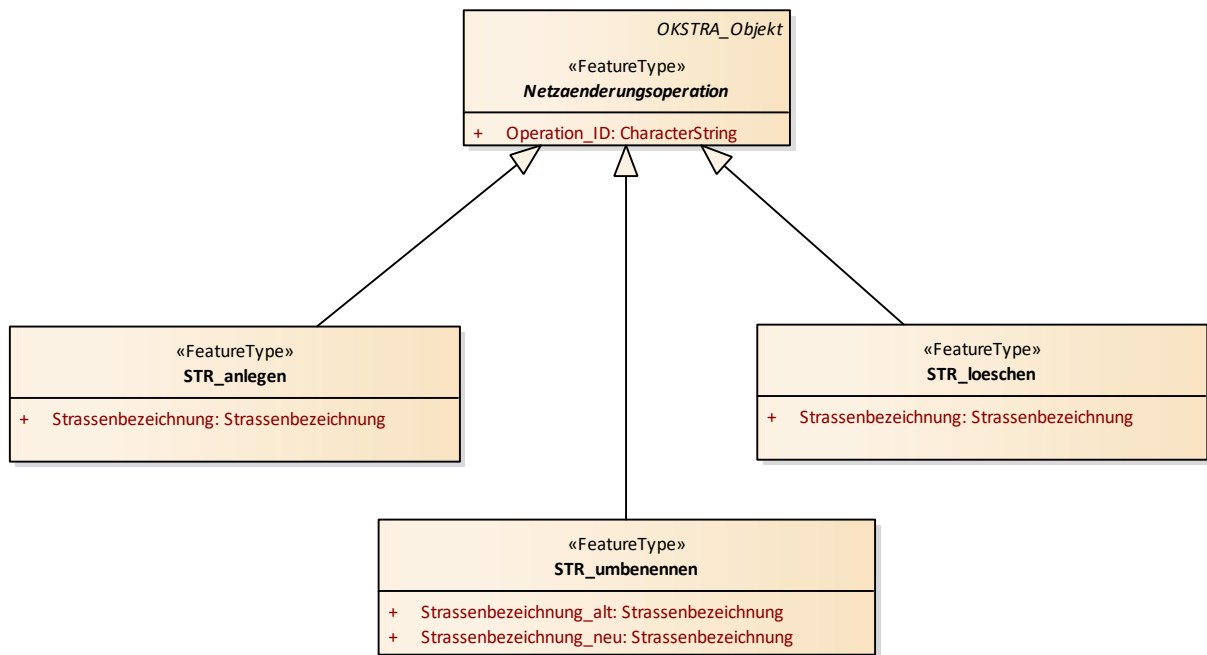 OKSTRA_Objekt
«FeatureType»
Netzaenderungsoperation
+ Operation_ID: CharacterString
«FeatureType»
STR_anlegen
+ Strassenbezeichnung: Strassenbezeichnung
«FeatureType»
STR_loeschen
+ Strassenbezeichnung: Strassenbezeichnung
«FeatureType»
STR_umbenennen
+ Strassenbezeichnung_alt: Strassenbezeichnung
+ Strassenbezeichnung_neu: Strassenbezeichnung